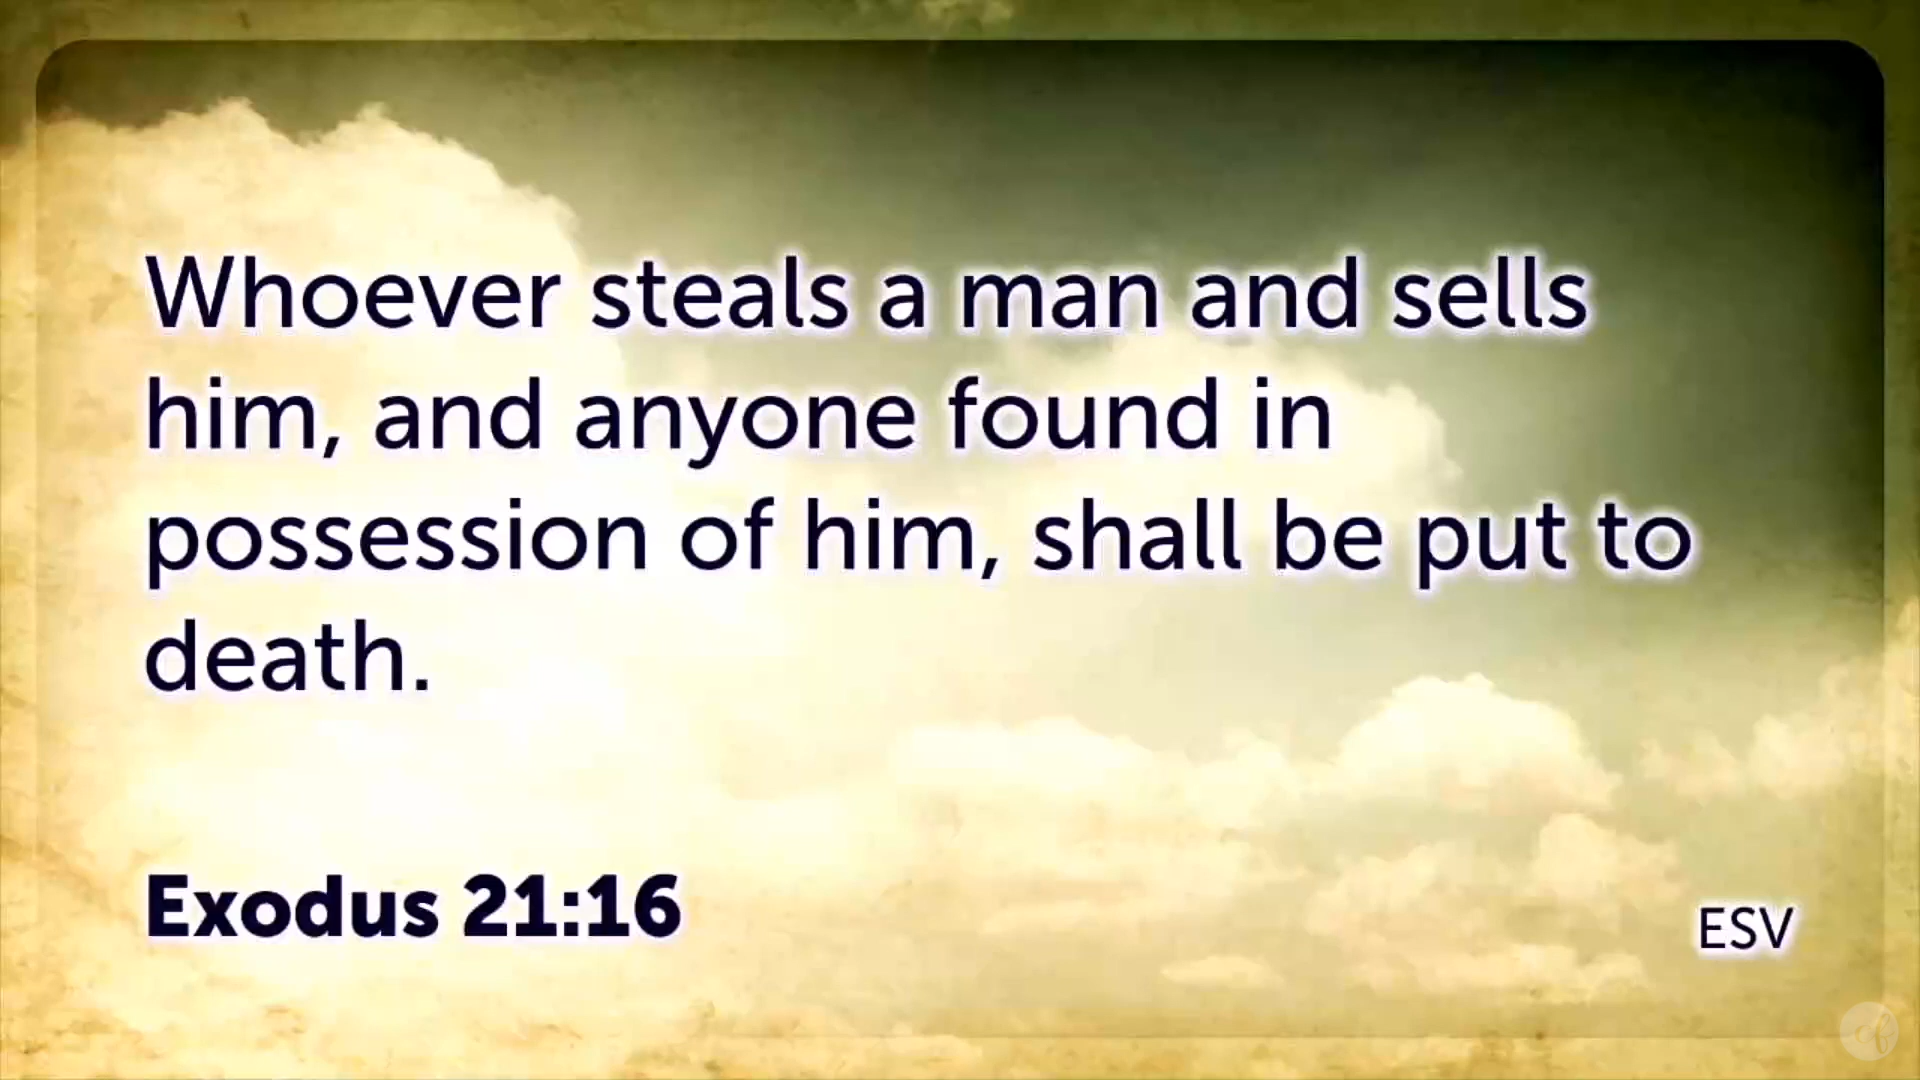 Whoever steals a man and sells
him, and anyone found in
possession of him, shall be put to
death.
Exodus 21:16
ESV